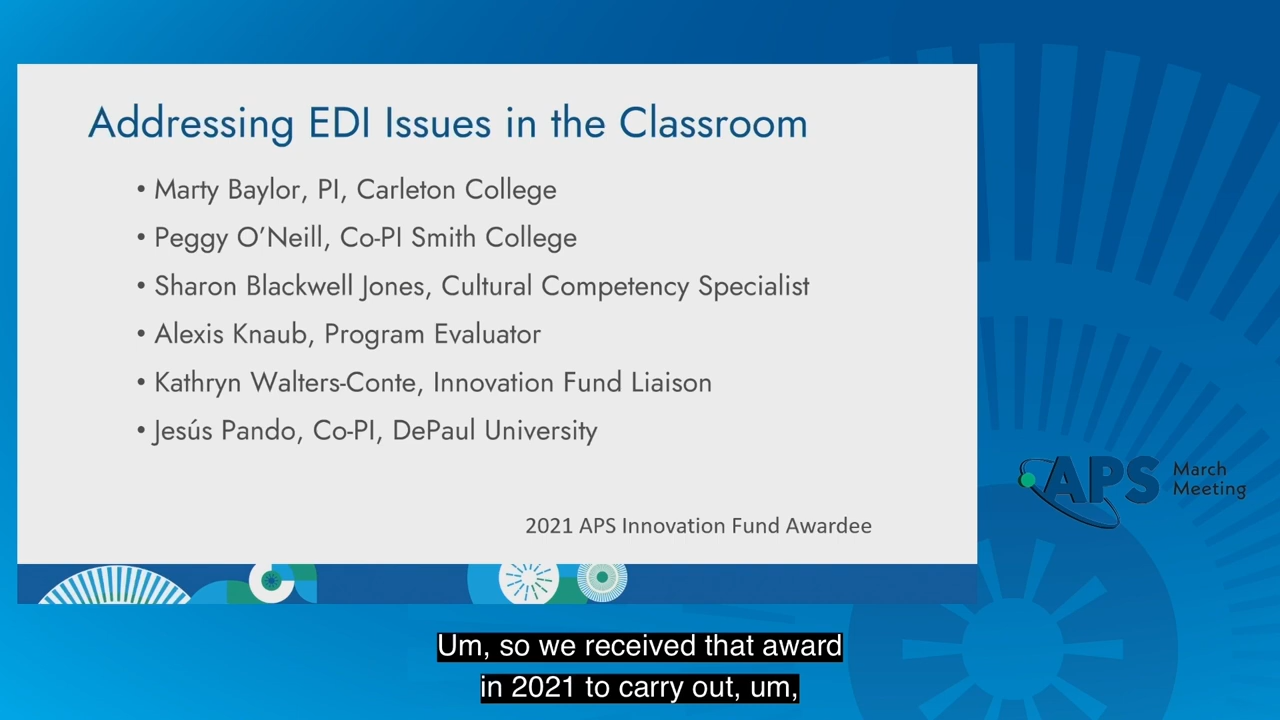 Addressing EDI Issues in the Classroom
• Marty Baylor, PI, Carleton College
• Peggy O’Neill, Co-PI Smith College
• Sharon Blackwell Jones, Cultural Competency Specialist
• Alexis Knaub, Program Evaluator
• Kathryn Walters-Conte, Innovation Fund Liaison
• Jesús Pando, Co-PI, DePaul University
2021 APS Innovation Fund Awardee
APS March
Meeting
Um, so we received that award
in 2021 to carry out, um,